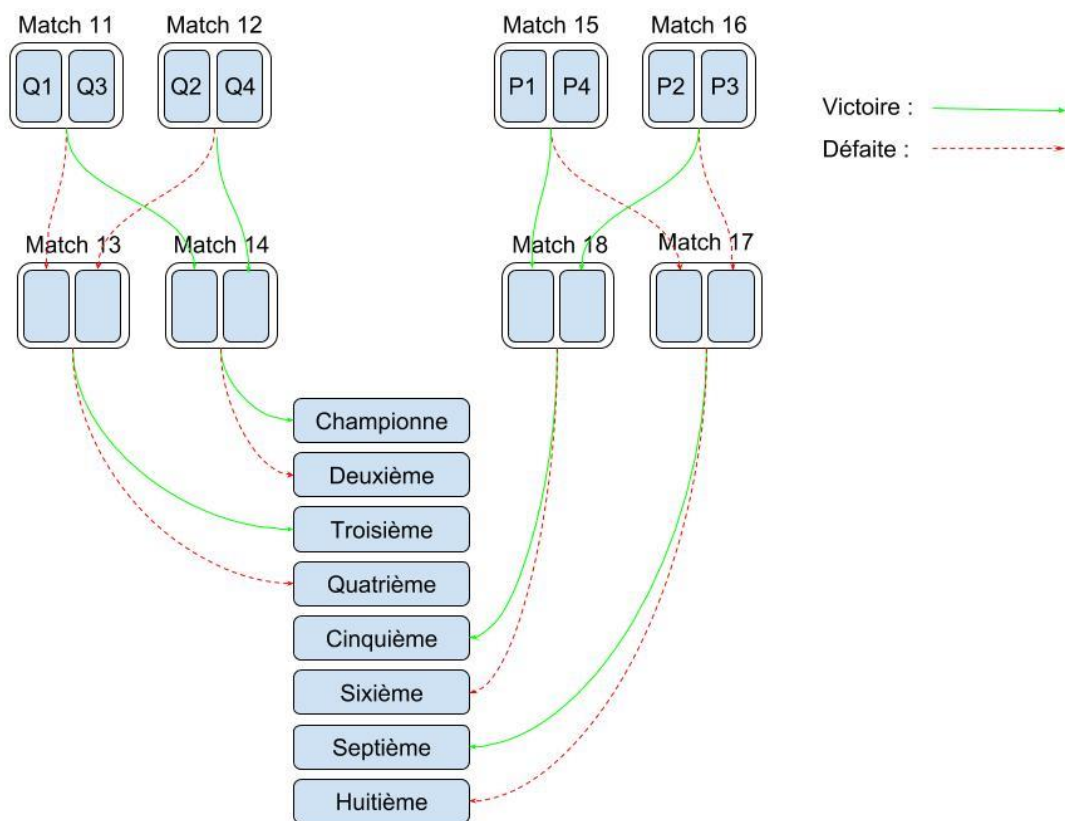 Match 11 Match 12 Match 15 Match 16
Q1 Q3 Q2 Q4 P1 P4 P2 P3
Victoire :
Défaite :
Match 13 Match 14 Match 18 Match 17
Championne
Deuxième
Troisième
Quatrième
Cinquième
Sixième
Septième
Huitième